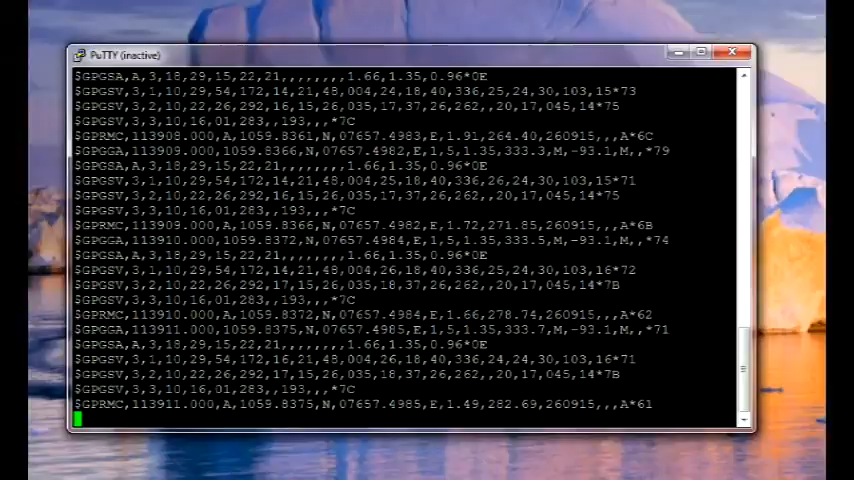 PuTTY (inactive)
$GPGSA,A,3,18,29,15,22,21,,,,,,,,1.66,1.35,0.96*0E
$GPGSV,3,1,10,29,54,172,14,21,48,004,24,18,40,336,25,24,30,103,15*73
$GPGSV,3,2,10,22,26,292,16,15,26,035,17,37,26,262,,20,17,045,14*75
$GPGSV,3,3,10,16,01,283,,193,,,*7C
$GPRMC,113908.000,A,1059.8361,N,07657.4983,E,1.91,264.40,260915,,,A*6C
$GPGGA,113909.000,1059.8366,N,07657.4982,E,1,5,1.35,333.3,M,-93.1,M,,*79
$GPGSA,A,3,18,29,15,22,21,,,,,,,,1.66,1.35,0.96*0E
$GPGSV,3,1,10,29,54,172,14,21,48,004,25,18,40,336,26,24,30,103,15*71
$GPGSV,3,2,10,22,26,292,16,15,26,035,17,37,26,262,,20,17,045,14*75
$GPGSV,3,3,10,16,01,283,,193,,,*7C
$GPRMC,113909.000,A,1059.8366,N,07657.4982,E,1.72,271.85,260915,,,A*6B
$GPGGA,113910.000,1059.8372,N,07657.4984,E,1,5,1.35,333.5,M,-93.1,M,,*74
$GPGSA,A,3,18,29,15,22,21,,,,,,,,1.66,1.35,0.96*0E
$GPGSV,3,1,10,29,54,172,14,21,48,004,26,18,40,336,25,24,30,103,16*72
$GPGSV,3,2,10,22,26,292,17,15,26,035,18,37,26,262,,20,17,045,14*7B
$GPGSV,3,3,10,16,01,283,,193,,,*7C
$GPRMC,113910.000,A,1059.8372,N,07657.4984,E,1.66,278.74,260915,,,A*62
$GPGGA,113911.000,1059.8375,N,07657.4985,E,1,5,1.35,333.7,M,-93.1,M,,*71
$GPGSA,A,3,18,29,15,22,21,,,,,,,,1.66,1.35,0.96*0E
$GPGSV,3,1,10,29,54,172,16,21,48,004,26,18,40,336,24,24,30,103,16*71
$GPGSV,3,2,10,22,26,292,17,15,26,035,18,37,26,262,,20,17,045,14*7B
$GPGSV,3,3,10,16,01,283,,193,,,*7C
$GPRMC,113911.000,A,1059.8375,N,07657.4985,E,1.49,282.69,260915,,,A*61